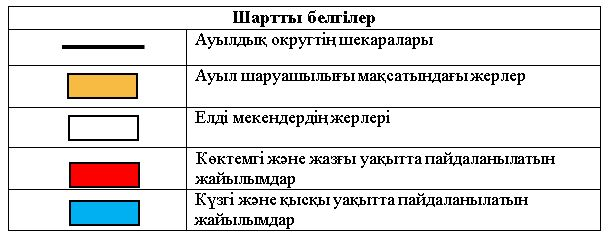 Шартты белгілер
Ауылдық округтің шекаралары
Ауыл шаруашылығы мақсатындағы жерлер
Елді мекендердің жерлері
Көктемгі және жазғы уақытта пайдаланылатын
жайылымдар
Күзгі және қысқы уақытта пайдаланылатын
жайылымдар